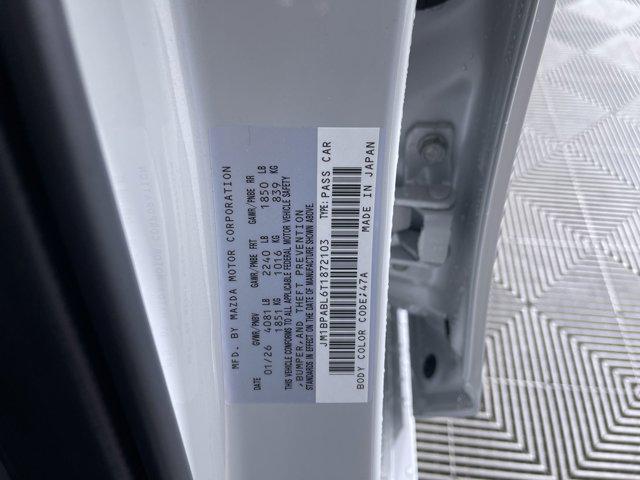 MFD. BY MAZDA MOTOR CORPORATION
DATE GVWR/PNBV GAWR/PNBE FRT GAWR/PNBE RR
01/26 4081 LB 2240 LB 1850 LB
1851 KG 1016 KG 839 KG
THIS VEHICLE CONFORMS TO ALL APPLICABLE FEDERAL MOTOR VEHICLE SAFETY
,BUMPER,AND THEFT PREVENTION
STANDARDS IN EFFECT ON THE DATE OF MANUFACTURE SHOWN ABOVE.
JM1BPABL6T1872103 TYPE:PASS CAR
BODY COLOR CODE:47A MADE IN JAPAN